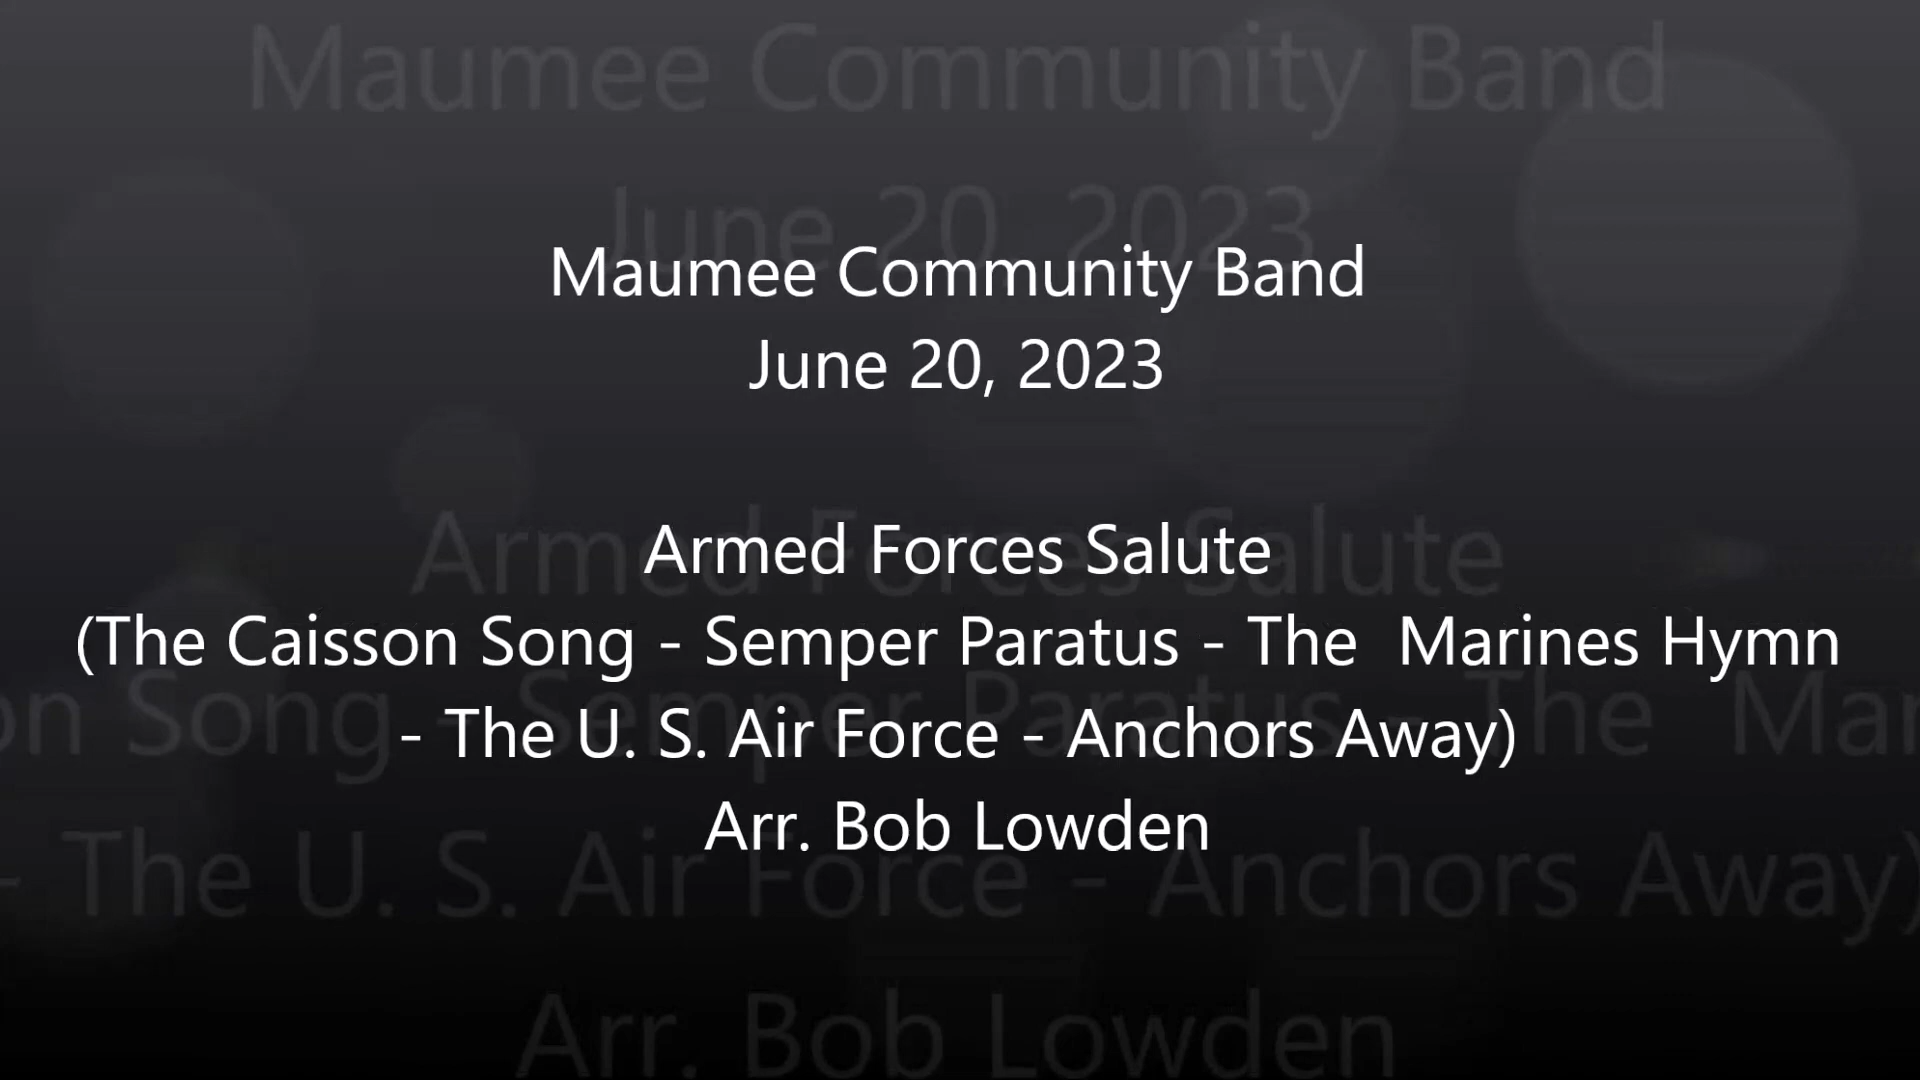 Maumee Community Band
June 20, 2023
Armed Forces Salute
(The Caisson Song - Semper Paratus - The  Marines Hymn
- The U. S. Air Force - Anchors Away)
Arr. Bob Lowden